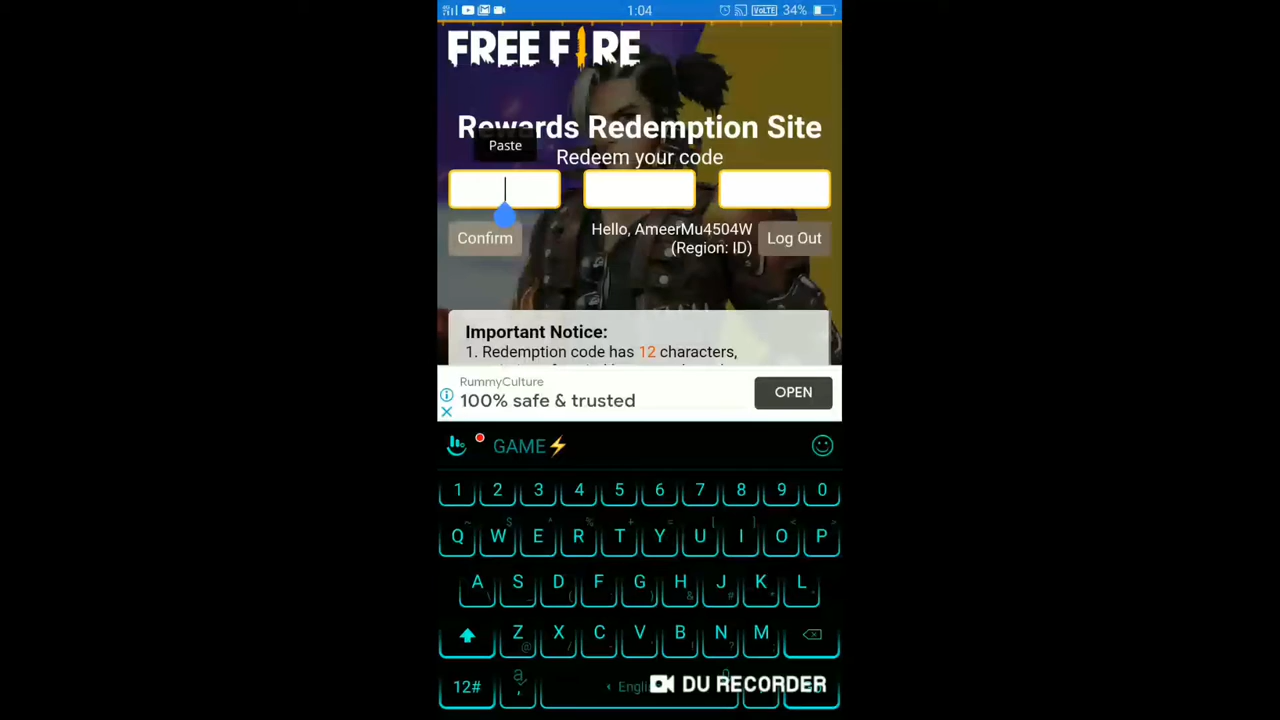 1:04
VoLTE
34%
FREE FIRE
Rewards Redemption Site
Paste
Redeem your code
Confirm
Hello, AmeerMu4504W
(Region: ID)
Log Out
Important Notice:
1. Redemption code has 12 characters,
RummyCulture
100% safe & trusted
OPEN
GAME⚡
1 2 3 4 5 6 7 8 9 0
Q W E R T Y U I O P
A S D F G H J K L
Z X C V B N M
12#
Engli
DU RECORDER